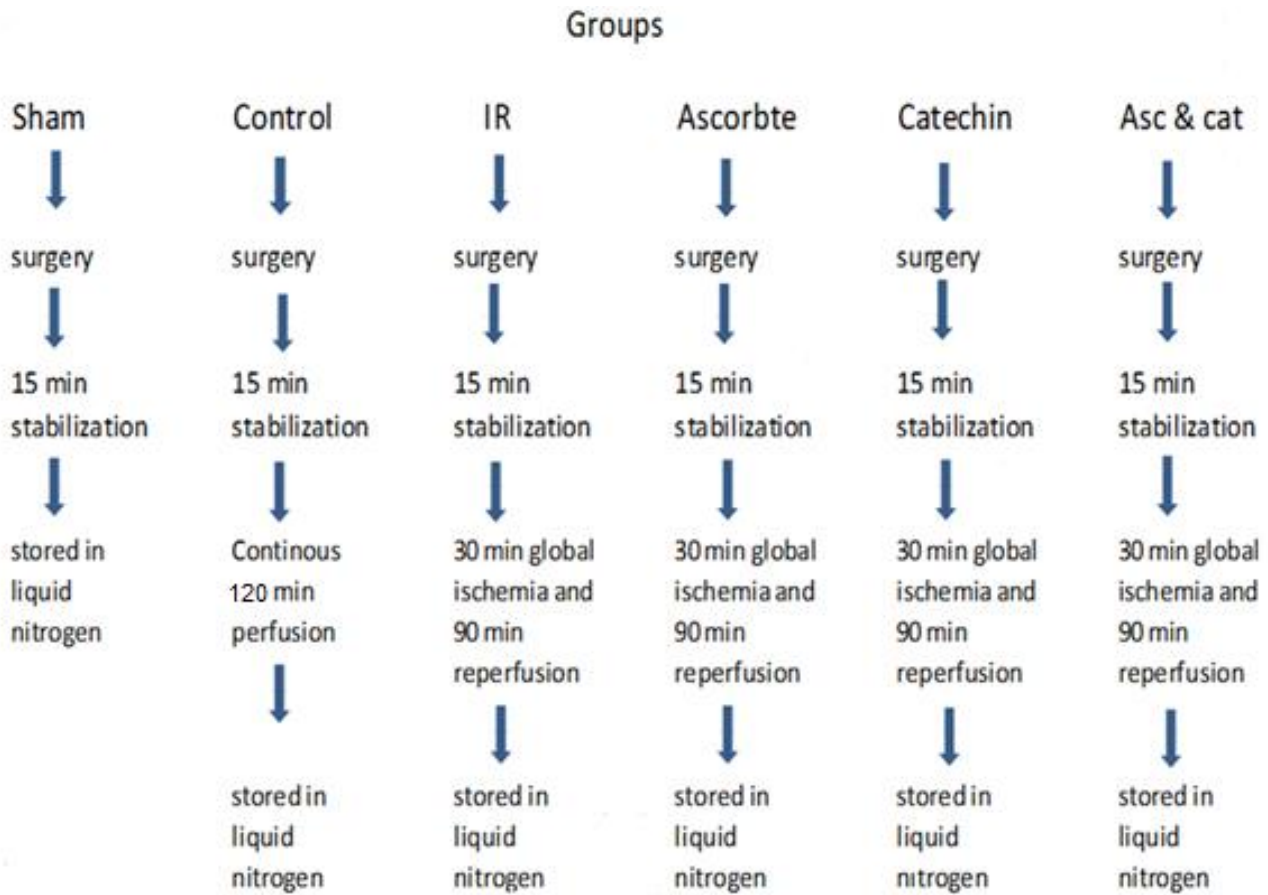 Groups
Sham
surgery
15 min
stabilization
stored in
liquid
nitrogen
Control
surgery
15 min
stabilization
Continous
120 min
perfusion
stored in
liquid
nitrogen
IR
surgery
15 min
stabilization
30 min global
ischemia and
90 min
reperfusion
stored in
liquid
nitrogen
Ascorbte
surgery
15 min
stabilization
30 min global
ischemia and
90 min
reperfusion
stored in
liquid
nitrogen
Catechin
surgery
15 min
stabilization
30 min global
ischemia and
90 min
reperfusion
stored in
liquid
nitrogen
Asc & cat
surgery
15 min
stabilization
30 min global
ischemia and
90 min
reperfusion
stored in
liquid
nitrogen